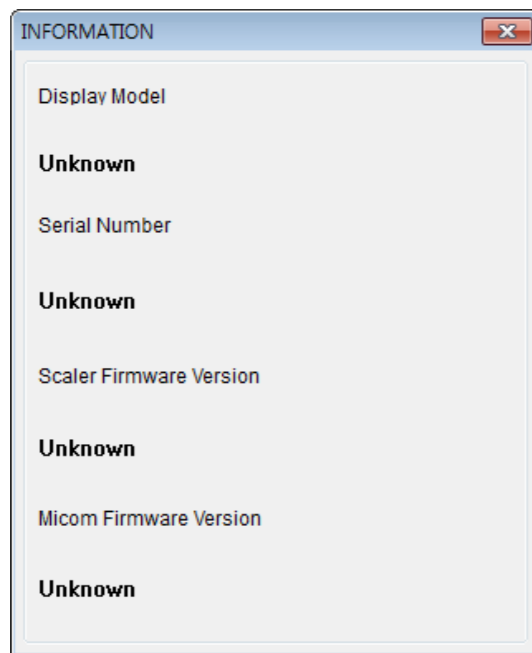 INFORMATION
Display Model
Unknown
Serial Number
Unknown
Scaler Firmware Version
Unknown
Micom Firmware Version
Unknown